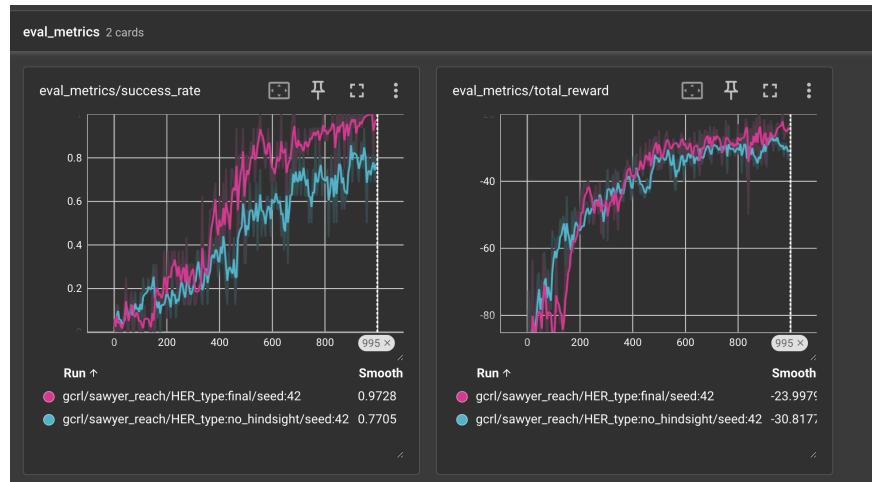 eval_metrics 2 cards
eval_metrics/success_rate
0.8
0.6
0.4
0.2
0 200 400 600 800 995 ×
Run ↑ Smooth
gcrl/sawyer_reach/HER_type:final/seed:42 0.9728
gcrl/sawyer_reach/HER_type:no_hindsight/seed:42 0.7705
eval_metrics/total_reward
-40
-60
-80
0 200 400 600 800 995 ×
Run ↑ Smooth
gcrl/sawyer_reach/HER_type:final/seed:42 -23.997
gcrl/sawyer_reach/HER_type:no_hindsight/seed:42 -30.817